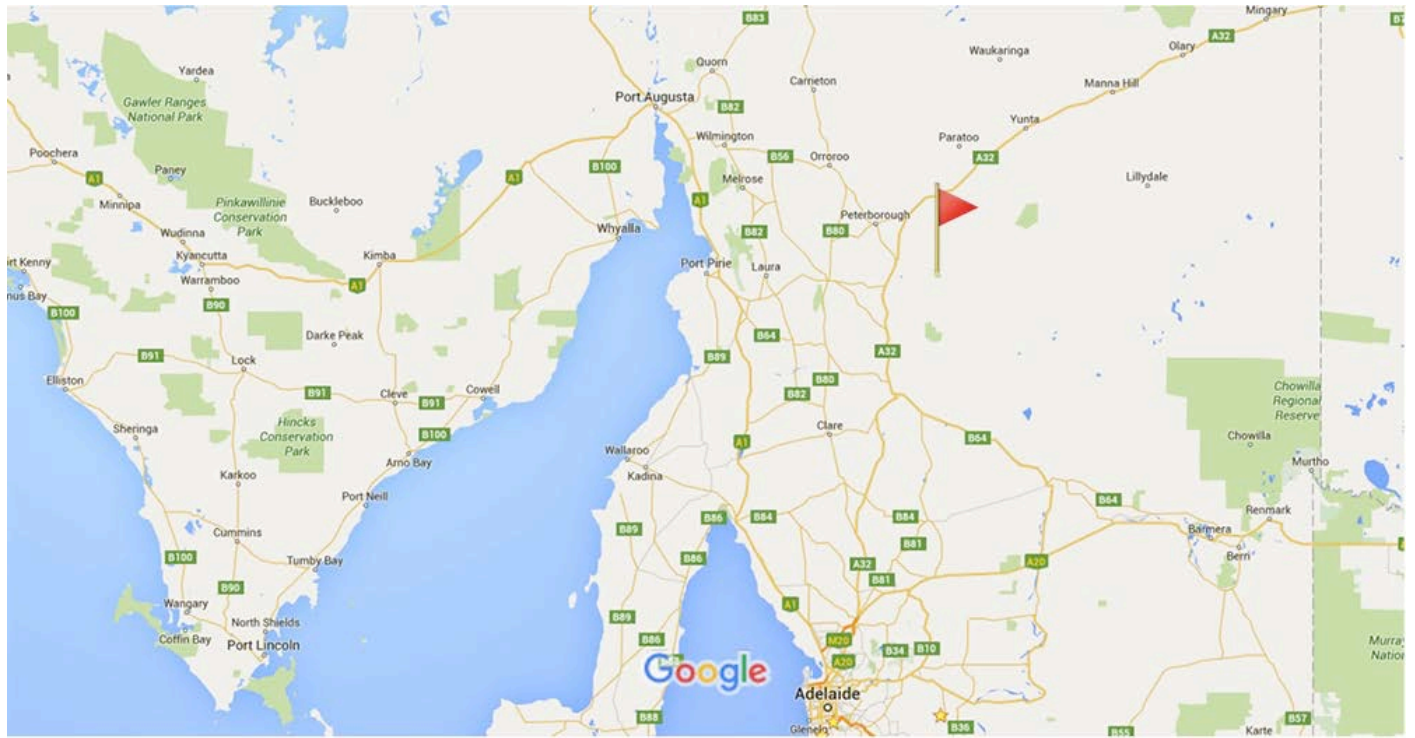 B83
Mingary
A32
Olary
Waukaringa
Quorn
Yardea
Carrieton
Manna Hill
Port Augusta
Gawler Ranges
National Park
B82
Yunta
Wilmington
Paratoo
Poochera
B56
Orroroo
A32
B100
Paney
A1
A1
Melrose
Lillydale
Minnipa
Pinkawillinie
Conservation
Park
Buckleboo
A1
Peterborough
Wudinna
Whyalla
B82
B80
Kyancutta
Kimba
Port Pirie
Laura
Warramboo
A1
B90
B100
Darke Peak
B64
B91
Lock
B89
A32
Elliston
B91
Cleve
B91
Cowell
B80
B82
Chowilla
Regional
Reserve
Hincks
Conservation
Park
Sheringa
B100
Clare
A1
B64
Chowilla
Arno Bay
Wallaroo
Kadina
Murtho
Karkoo
Port Neill
B64
B86
B84
B84
Renmark
Cummins
B89
B81
Barmera
Berri
B100
Tumby Bay
B86
A32
B81
A20
B90
Wangary
B89
A1
North Shields
Coffin Bay
Port Lincoln
B86
M20
B34
B10
A20
Google
Adelaide
B88
Glenelg
B36
B55
B57
Karte